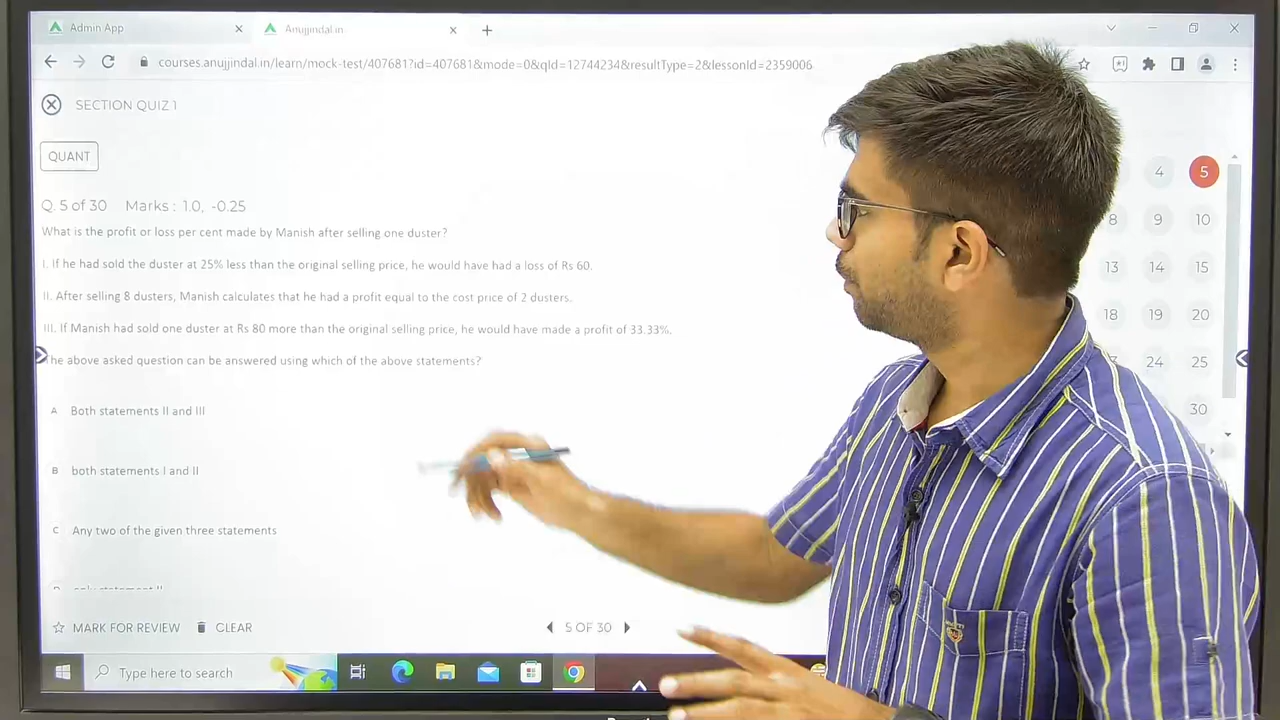 Admin App
Anujjindal.in
courses.anujjindal.in/learn/mock-test/407681?id=407681&mode=0&qId=12744234&resultType=2&lessonId=2359006
SECTION QUIZ 1
QUANT
4 5
8 9 10
13 14 15
18 19 20
24 25
30
Q. 5 of 30 Marks : 1.0, -0.25
What is the profit or loss per cent made by Manish after selling one duster?
I. If he had sold the duster at 25% less than the original selling price, he would have had a loss of Rs 60.
II. After selling 8 dusters, Manish calculates that he had a profit equal to the cost price of 2 dusters.
III. If Manish had sold one duster at Rs 80 more than the original selling price, he would have made a profit of 33.33%.
The above asked question can be answered using which of the above statements?
A Both statements II and III
B both statements I and II
C Any two of the given three statements
only statement II
MARK FOR REVIEW CLEAR
5 OF 30
Type here to search